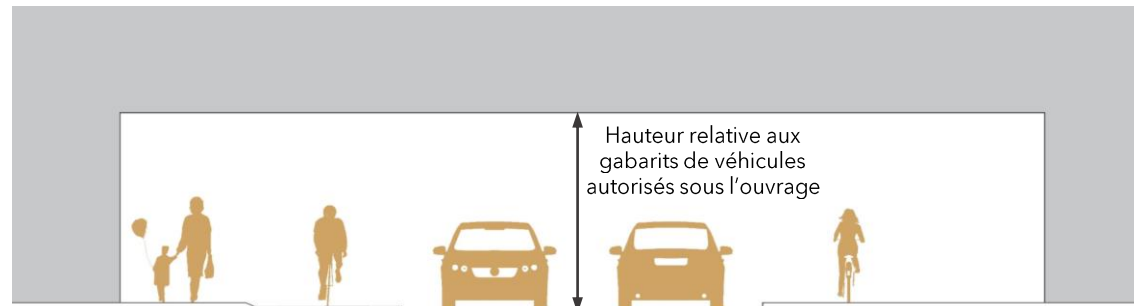 Hauteur relative aux
gabarits de véhicules
autorisés sous l'ouvrage